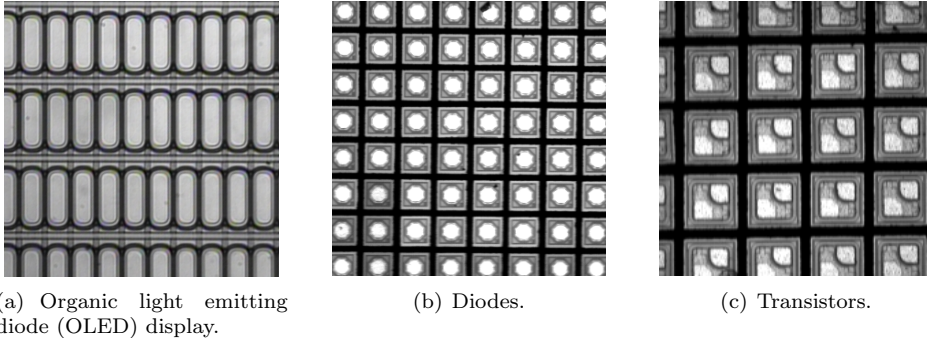 (a) Organic light emitting
diode (OLED) display.
(b) Diodes.
(c) Transistors.